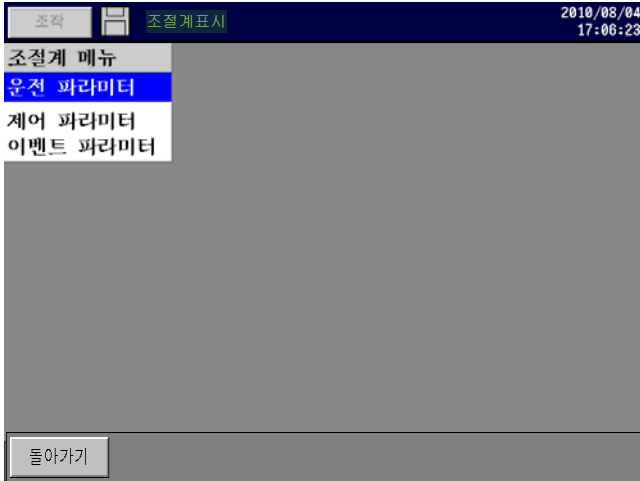 조작
조절계표시
2010/08/04
17:06:23
조절계 메뉴
운전 파라미터
제어 파라미터
이벤트 파라미터
돌아가기